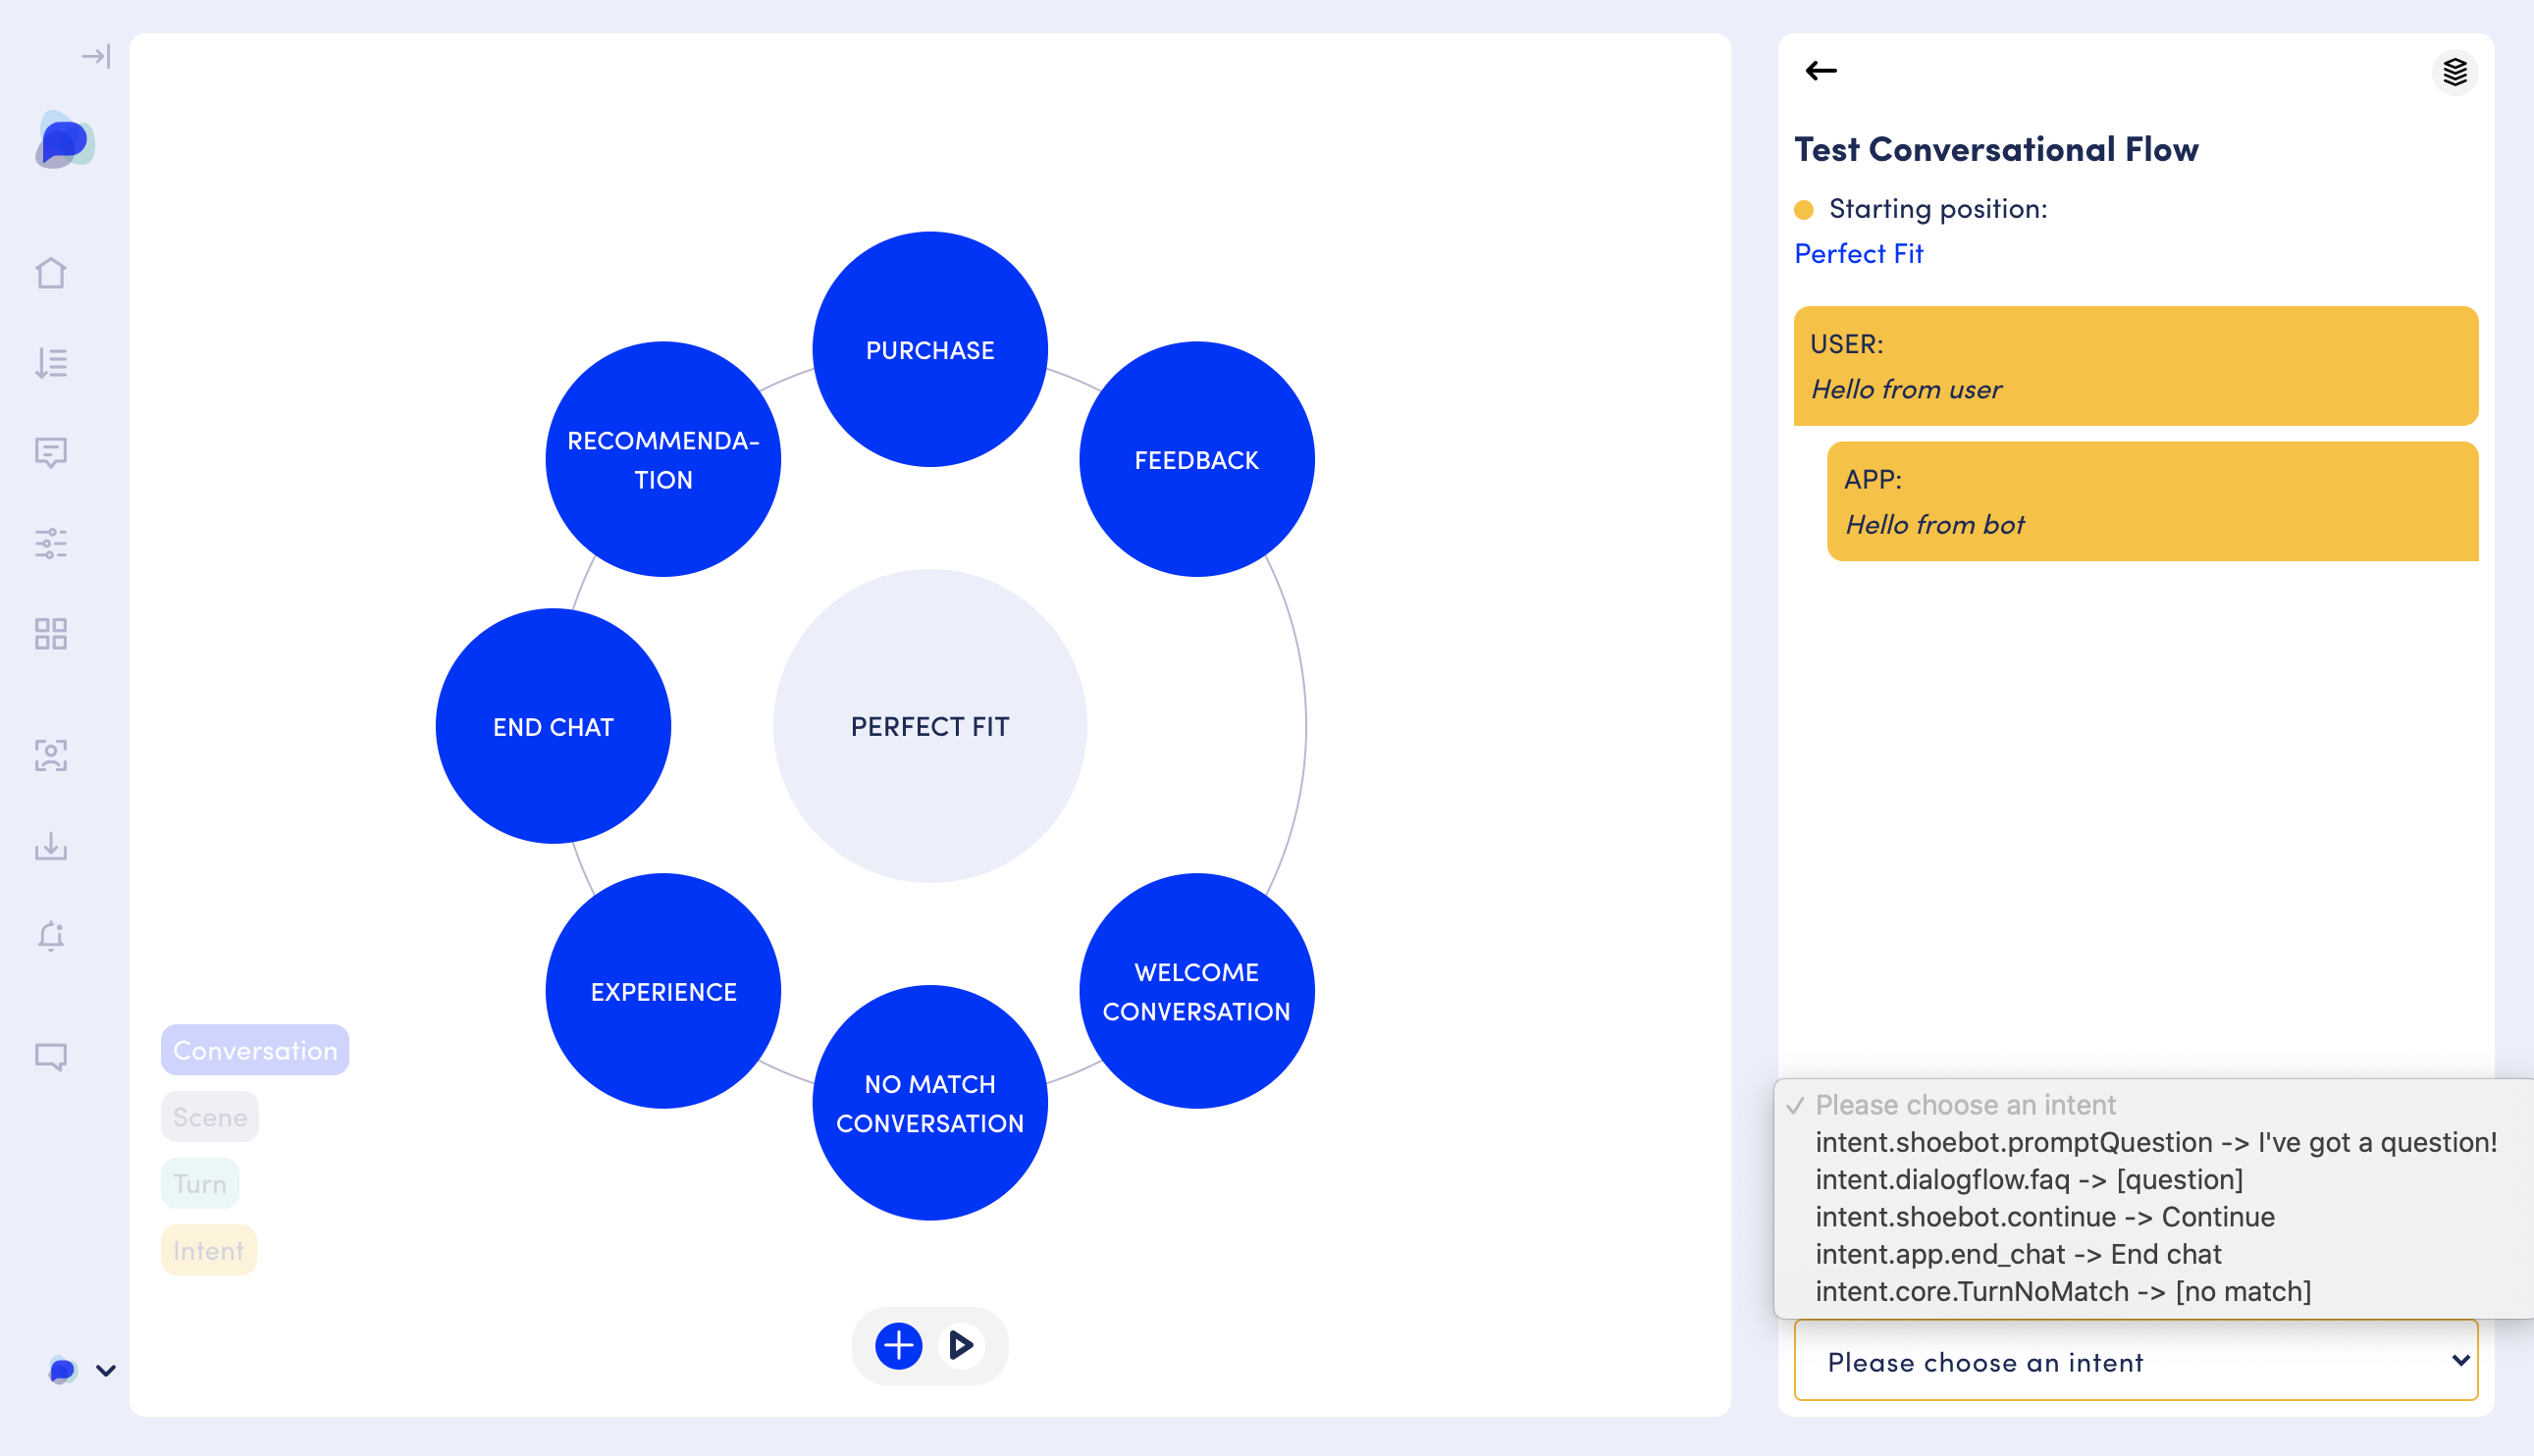 PURCHASE
RECOMMENDA-
TION
FEEDBACK
END CHAT
PERFECT FIT
EXPERIENCE
WELCOME
CONVERSATION
NO MATCH
CONVERSATION
Conversation
Scene
Turn
Intent
Test Conversational Flow
Starting position:
Perfect Fit
USER:
Hello from user
APP:
Hello from bot
✓ Please choose an intent
intent.shoebot.promptQuestion -> I've got a question!
intent.dialogflow.faq -> [question]
intent.shoebot.continue -> Continue
intent.app.end_chat -> End chat
intent.core.TurnNoMatch -> [no match]
Please choose an intent